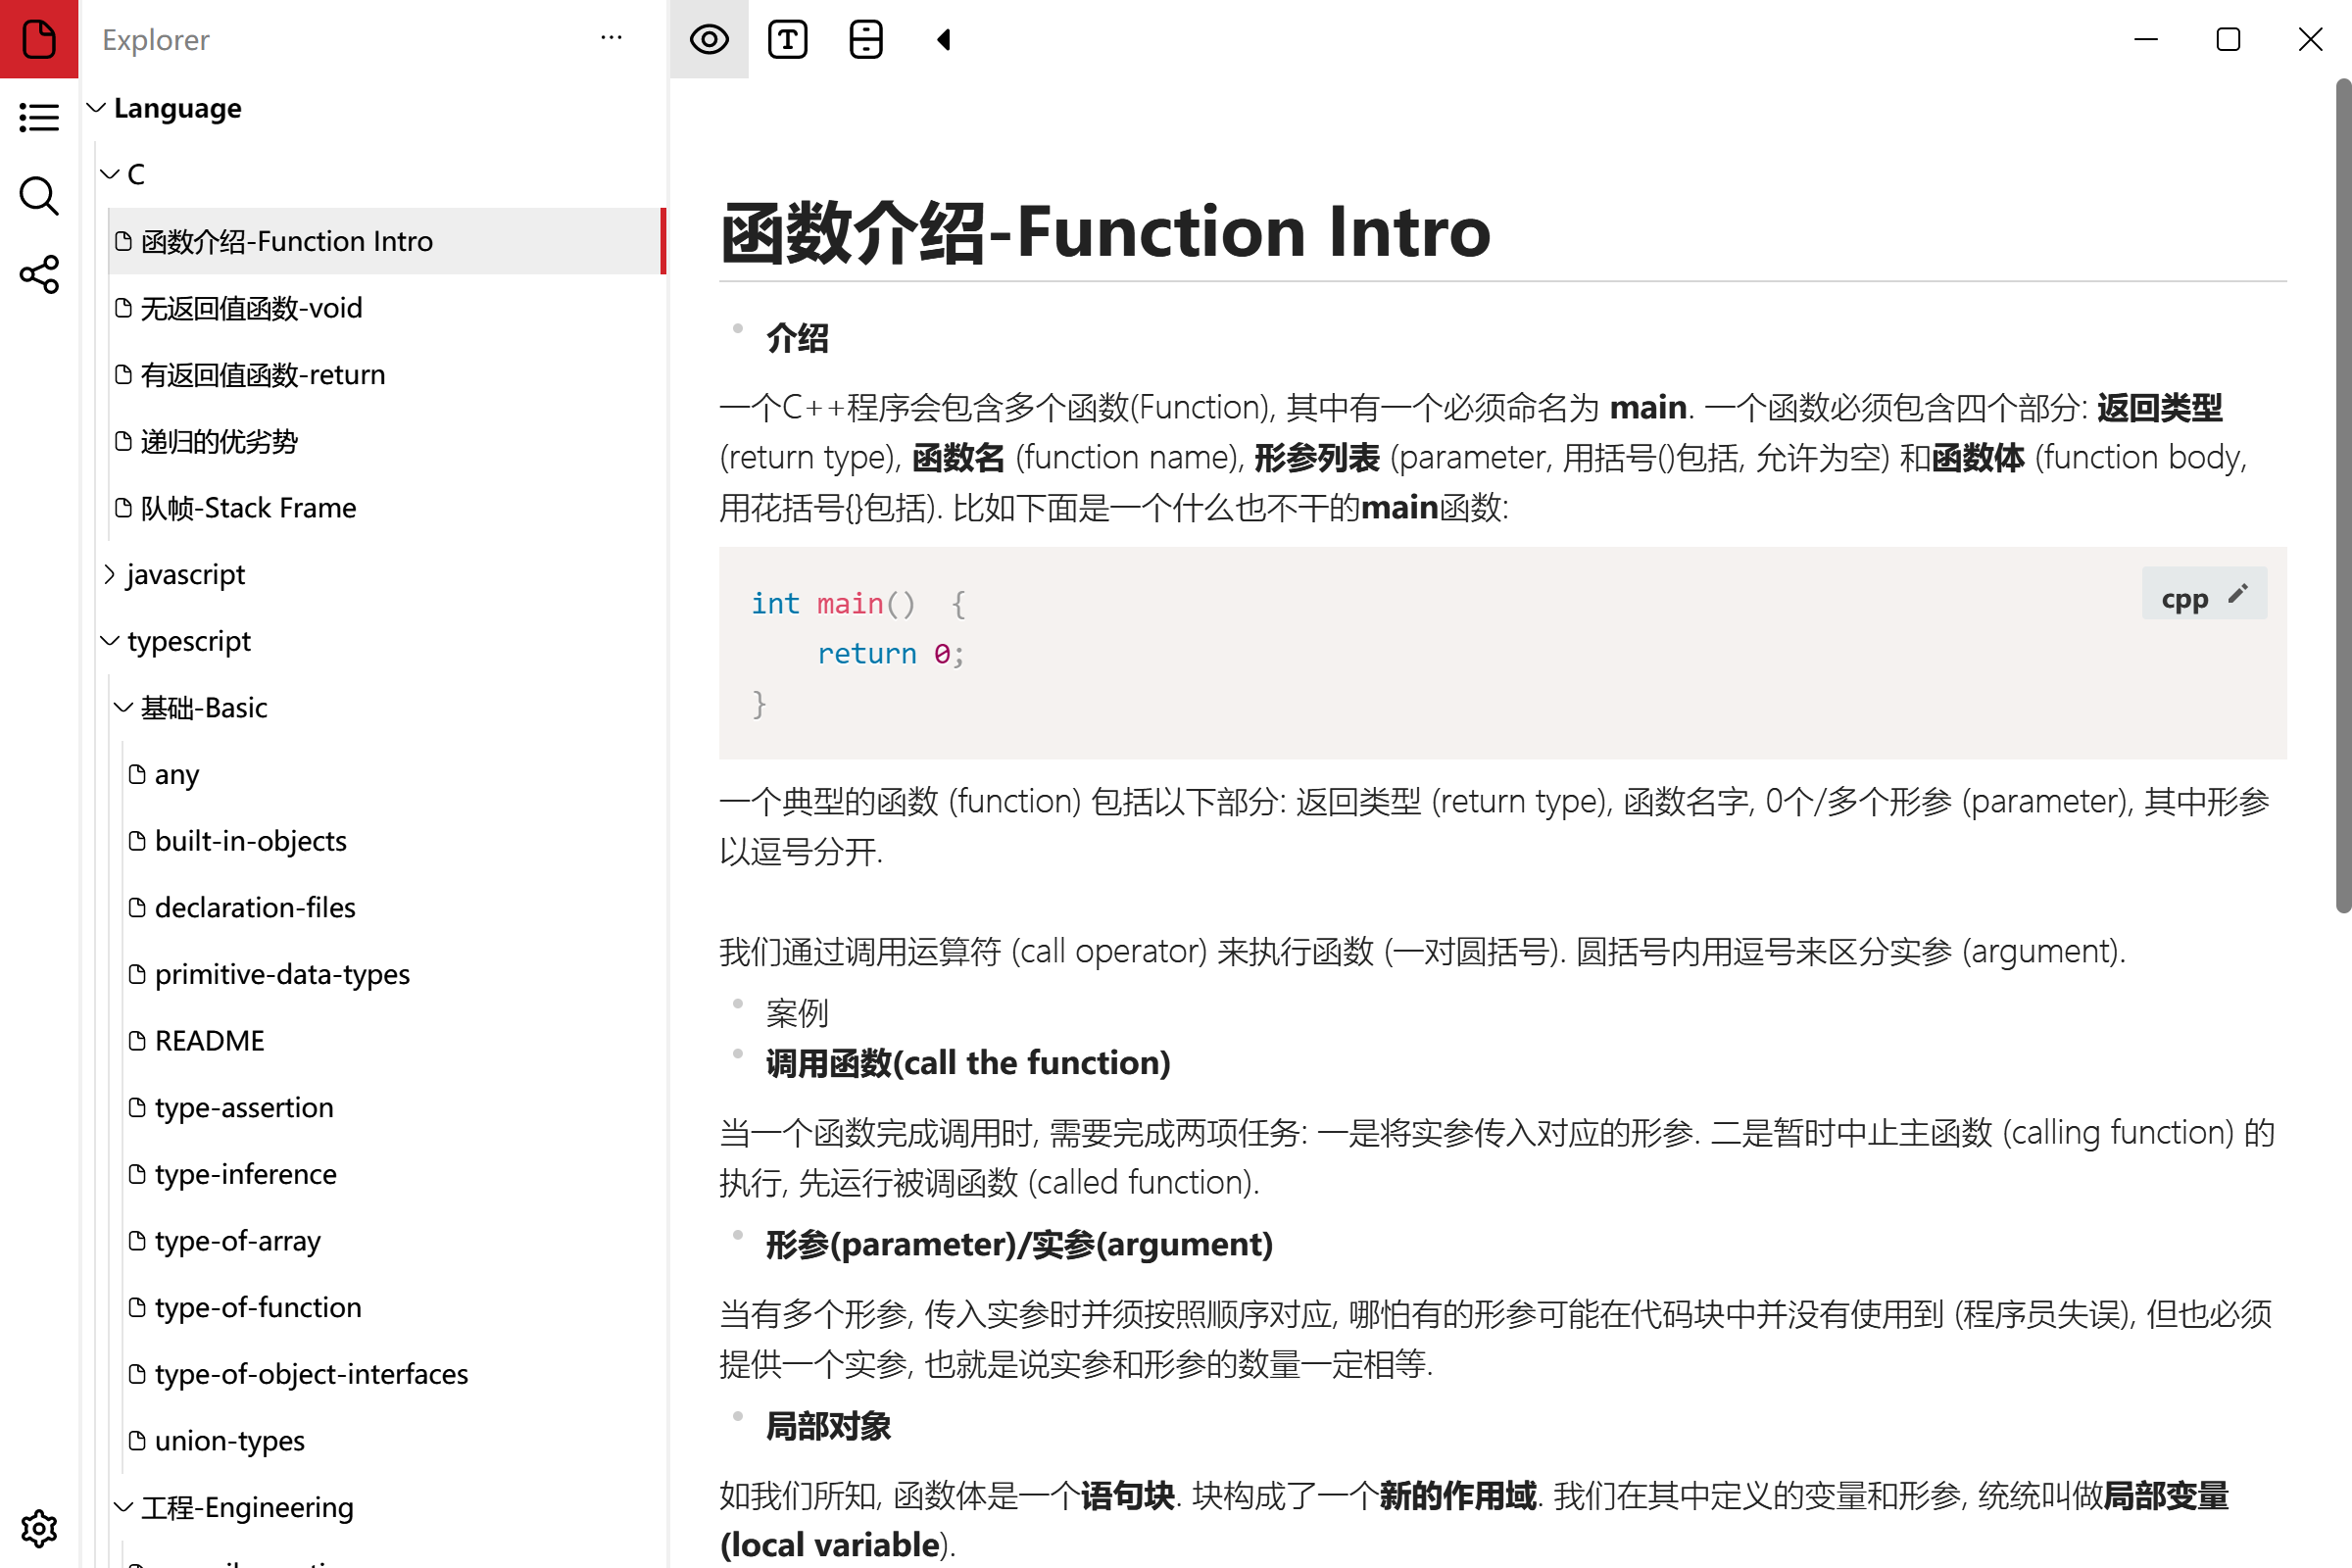 Explorer
···
Language
C
函数介绍-Function Intro
无返回值函数-void
有返回值函数-return
递归的优劣势
队帧-Stack Frame
javascript
typescript
基础-Basic
any
built-in-objects
declaration-files
primitive-data-types
README
type-assertion
type-inference
type-of-array
type-of-function
type-of-object-interfaces
union-types
工程-Engineering
函数介绍-Function Intro
介绍
一个C++程序会包含多个函数(Function), 其中有一个必须命名为 main. 一个函数必须包含四个部分: 返回类型
(return type), 函数名 (function name), 形参列表 (parameter, 用括号()包括, 允许为空) 和函数体 (function body,
用花括号{}包括). 比如下面是一个什么也不干的main函数:
cpp
int main()  {
    return 0;
}
一个典型的函数 (function) 包括以下部分: 返回类型 (return type), 函数名字, 0个/多个形参 (parameter), 其中形参
以逗号分开.
我们通过调用运算符 (call operator) 来执行函数 (一对圆括号). 圆括号内用逗号来区分实参 (argument).
案例
调用函数(call the function)
当一个函数完成调用时, 需要完成两项任务: 一是将实参传入对应的形参. 二是暂时中止主函数 (calling function) 的
执行, 先运行被调函数 (called function).
形参(parameter)/实参(argument)
当有多个形参, 传入实参时并须按照顺序对应, 哪怕有的形参可能在代码块中并没有使用到 (程序员失误), 但也必须
提供一个实参, 也就是说实参和形参的数量一定相等.
局部对象
如我们所知, 函数体是一个语句块. 块构成了一个新的作用域. 我们在其中定义的变量和形参, 统统叫做局部变量
(local variable).